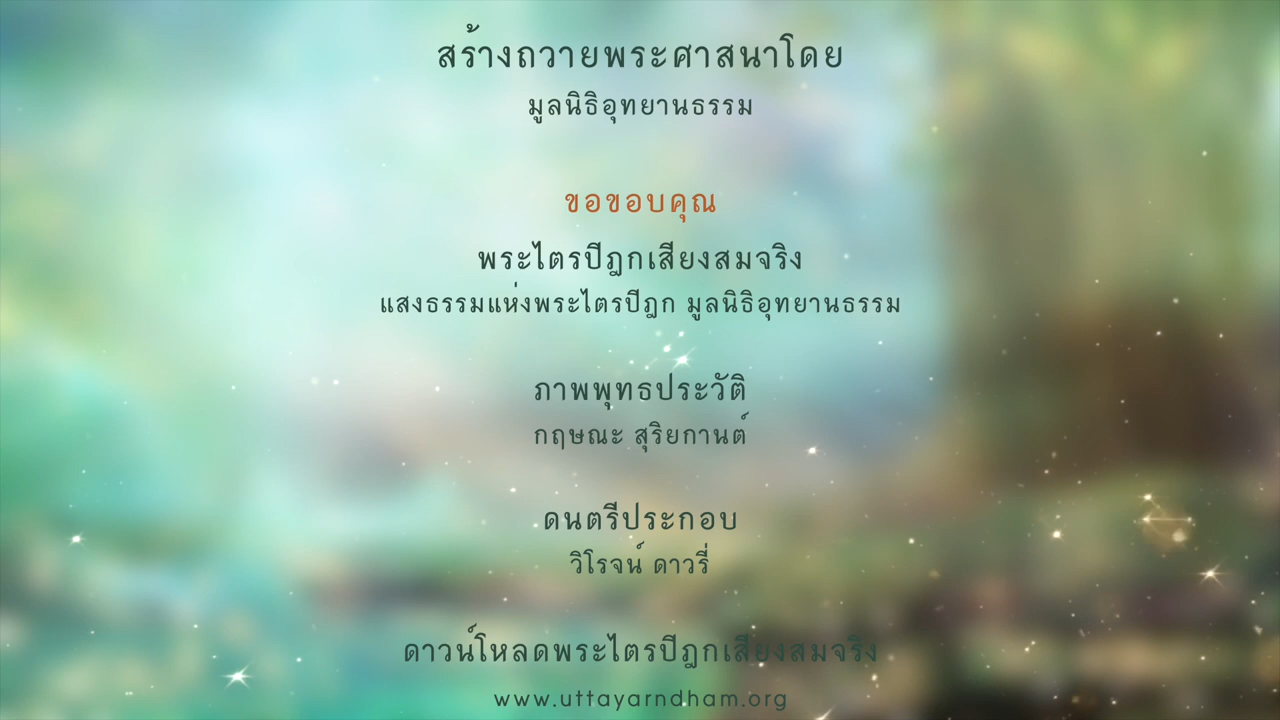 สร้างถวายพระศาสนาโดย
มูลนิธิอุทยานธรรม
ขอขอบคุณ
พระไตรปิฎกเสียงสมจริง
แสงธรรมแห่งพระไตรปิฎก มูลนิธิอุทยานธรรม
ภาพพุทธประวัติ
กฤษณะ สุริยกานต์
ดนตรีประกอบ
วิโรจน์ ดาวรี่
ดาวน์โหลดพระไตรปิฎกเสียงสมจริง
www.uttayarndham.org